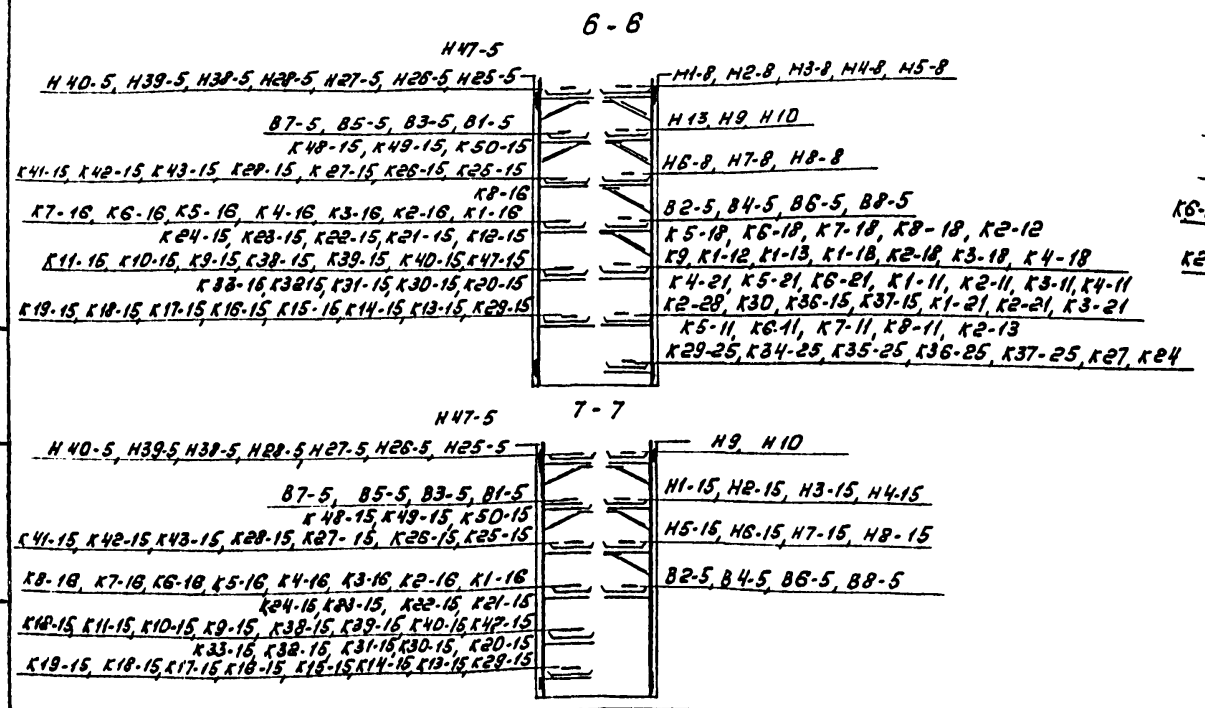 6-6
Н47-5
Н40-5, Н39-5, Н38-5, Н28-5, Н27-5, Н26-5, Н25-5
В7-5, В5-5, В3-5, В1-5
К48-15, К49-15, К50-15
К41-15, К42-15, К43-15, К28-15, К27-15, К26-15, К25-15
К8-16
К7-16, К6-16, К5-16, К4-16, К3-16, К2-16, К1-16
К24-15, К23-15, К22-15, К21-15, К12-15
К11-16, К10-16, К9-15, К38-15, К39-15, К40-15, К47-15
К33-16, К3215, К31-15, К30-15, К20-15
К19-15, К18-15, К17-15, К16-15, К15-16, К14-15, К13-15, К29-15
Н1-8, Н2-8, Н3-8, Н4-8, Н5-8
Н13, Н9, Н10
Н6-8, Н7-8, Н8-8
В2-5, В4-5, В6-5, В8-5
К5-18, К6-18, К7-18, К8-18, К2-12
К9, К1-12, К1-13, К1-18, К2-18, К3-18, К4-18
К4-21, К5-21, К6-21, К1-11, К2-11, К3-11, К4-11
К2-28, К30, К36-15, К37-15, К1-21, К2-21, К3-21
К5-11, К6-11, К7-11, К8-11, К2-13
К29-25, К34-25, К35-25, К36-25, К37-25, К27, К24
К6-
К2
7-7
Н47-5
Н40-5, Н39-5, Н38-5, Н28-5, Н27-5, Н26-5, Н25-5
В7-5, В5-5, В3-5, В1-5
К48-15, К49-15, К50-15
К41-15, К42-15, К43-15, К28-15, К27-15, К26-15, К25-15
К8-16, К7-16, К6-16, К5-16, К4-16, К3-16, К2-16, К1-16
К24-15, К23-15, К22-15, К21-15
К12-15, К11-15, К10-15, К9-15, К38-15, К39-15, К40-15, К47-15
К33-15, К32-15, К31-15, К30-15, К20-15
К19-15, К18-15, К17-15, К16-15, К15-15, К14-15, К13-15, К29-15
Н9, Н10
Н1-15, Н2-15, Н3-15, Н4-15
Н5-15, Н6-15, Н7-15, Н8-15
В2-5, В4-5, В6-5, В8-5